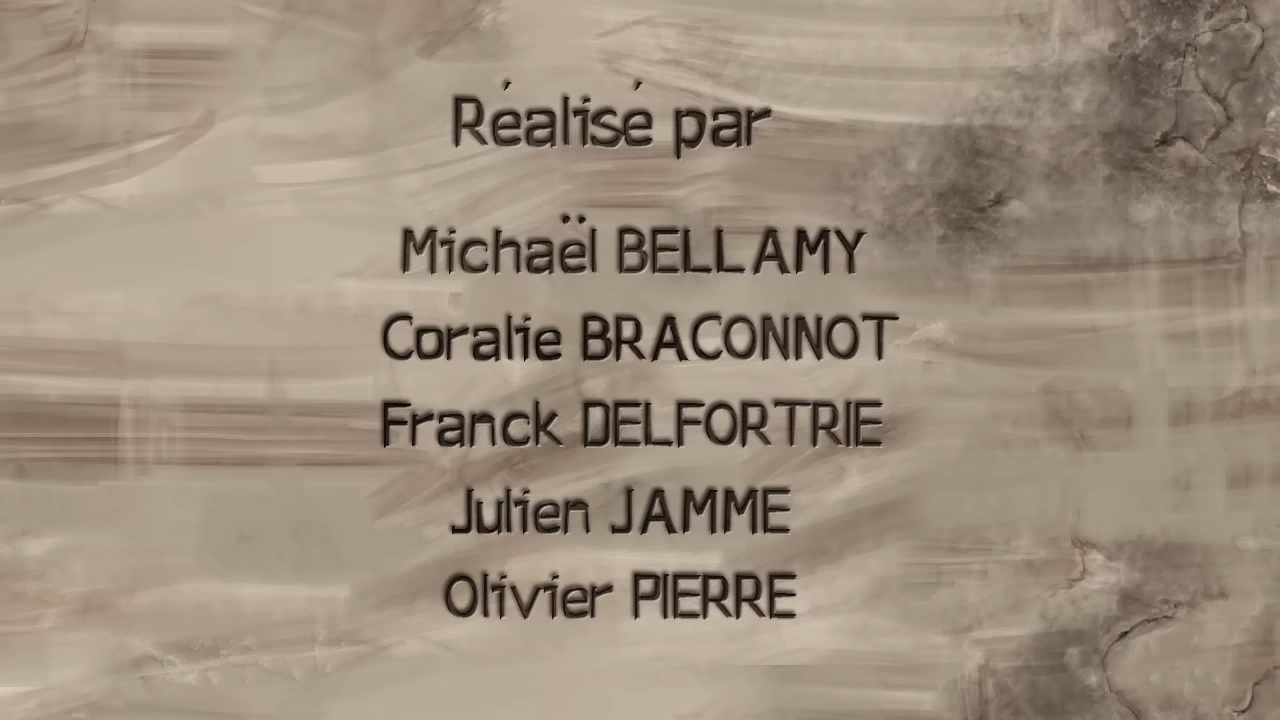 Réalisé par
Michaël BELLAMY
Coralie BRACONNOT
Franck DELFORTRIE
Julien JAMME
Olivier PIERRE